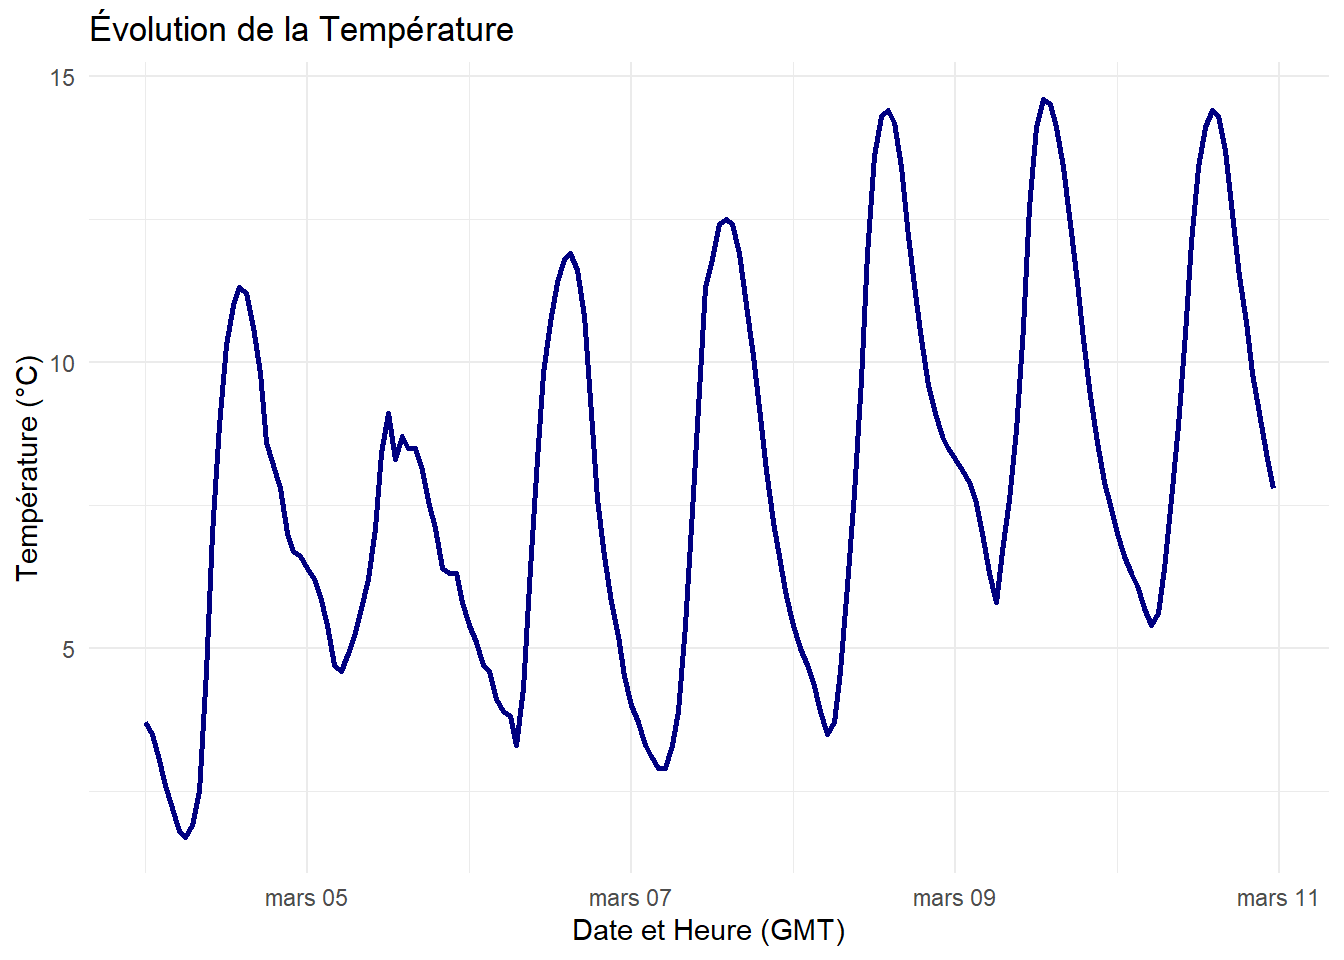 Évolution de la Température
15
10
5
Température (°C)
mars 05
mars 07
mars 09
mars 11
Date et Heure (GMT)